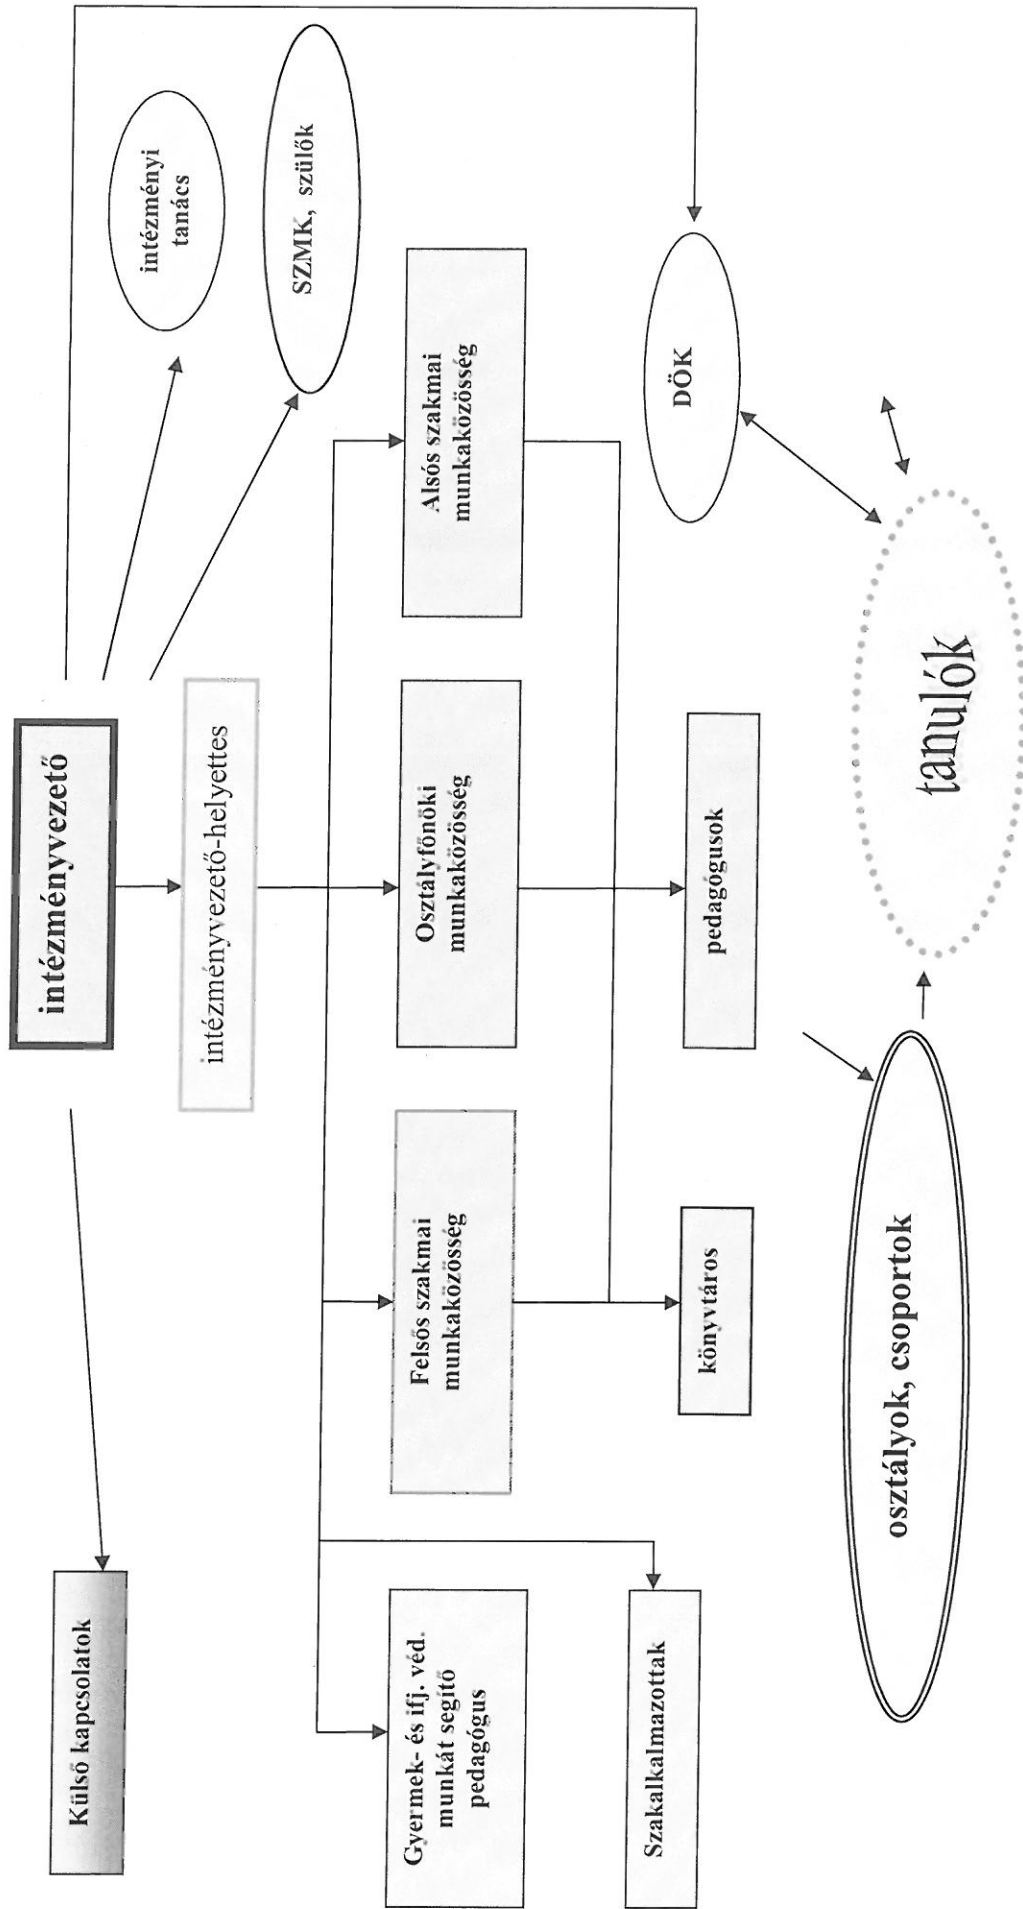 intézményvezető
Külső kapcsolatok
intézményi
tanács
SZMK, szülők
intézményvezető-helyettes
Gyermek- és ifj. véd.
munkát segítő
pedagógus
Felsős szakmai
munkaközösség
Osztályfőnöki
munkaközösség
Alsós szakmai
munkaközösség
Szakalkalmazottak
könyvtáros
pedagógusok
DÖK
osztályok, csoportok
tanulók